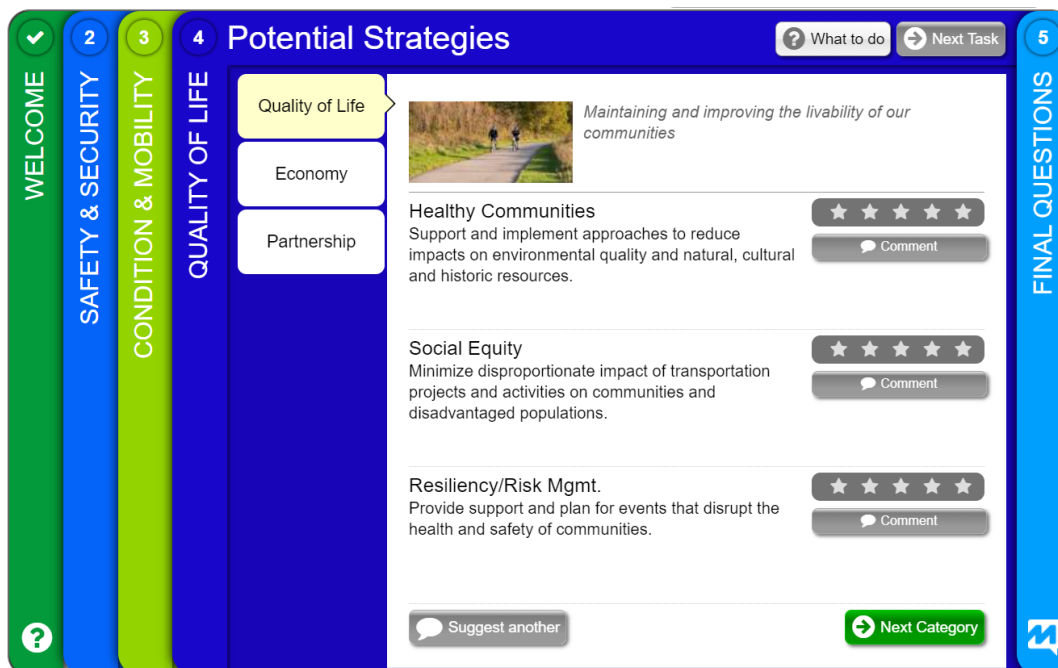 WELCOME
2
SAFETY & SECURITY
3
CONDITION & MOBILITY
4
QUALITY OF LIFE
Potential Strategies
? What to do
Next Task
Quality of Life
Economy
Partnership
Maintaining and improving the livability of our
communities
Healthy Communities
Support and implement approaches to reduce
impacts on environmental quality and natural, cultural
and historic resources.
Comment
Social Equity
Minimize disproportionate impact of transportation
projects and activities on communities and
disadvantaged populations.
Comment
Resiliency/Risk Mgmt.
Provide support and plan for events that disrupt the
health and safety of communities.
Comment
Suggest another
Next Category
?
5
FINAL QUESTIONS